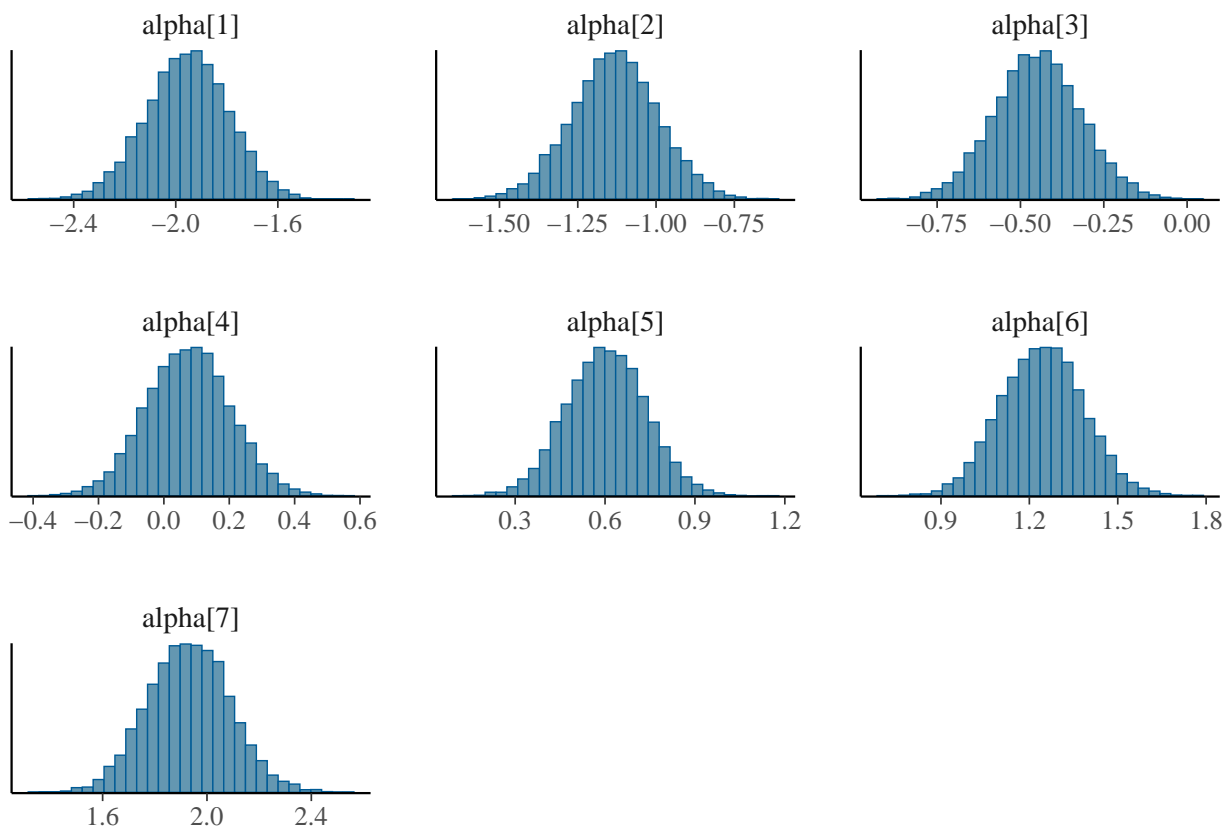 alpha[1] alpha[2] alpha[3]
−2.4 −2.0 −1.6 −1.50 −1.25 −1.00 −0.75 −0.75 −0.50 −0.25 0.00
alpha[4] alpha[5] alpha[6]
−0.4 −0.2 0.0 0.2 0.4 0.6 0.3 0.6 0.9 1.2 0.9 1.2 1.5 1.8
alpha[7]
1.6 2.0 2.4